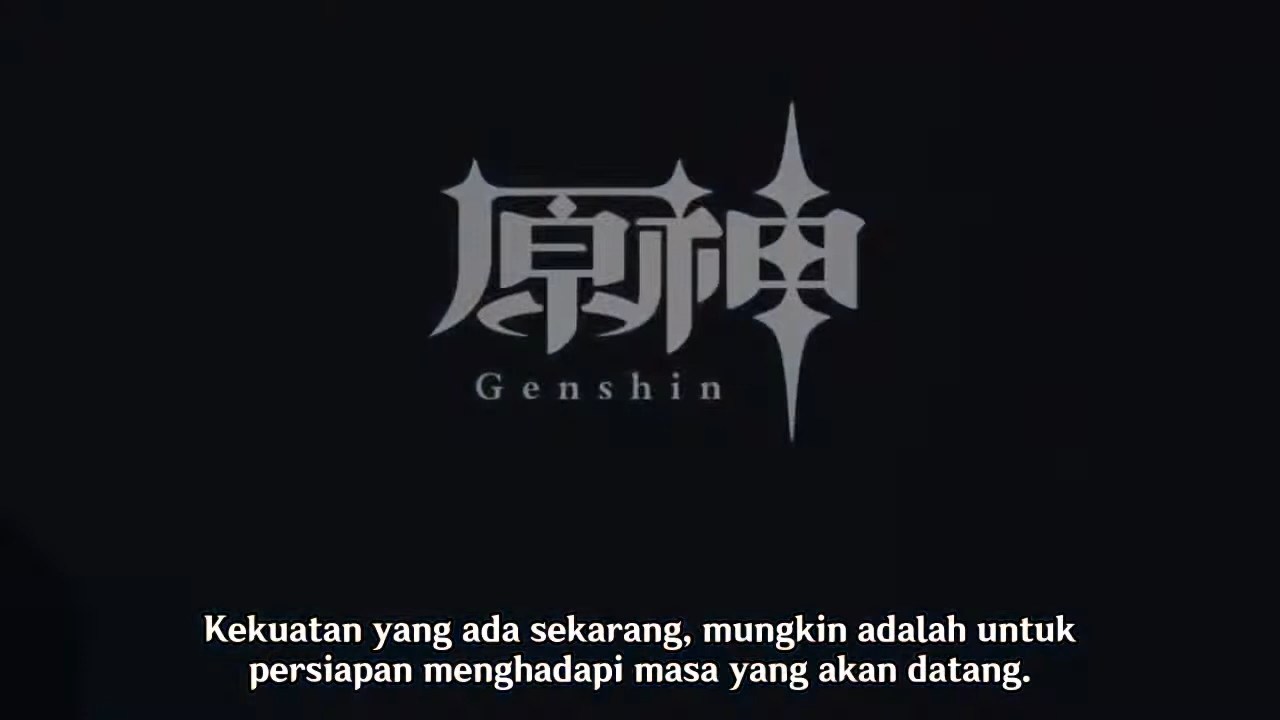 原神
Genshin
Kekuatan yang ada sekarang, mungkin adalah untuk
persiapan menghadapi masa yang akan datang.